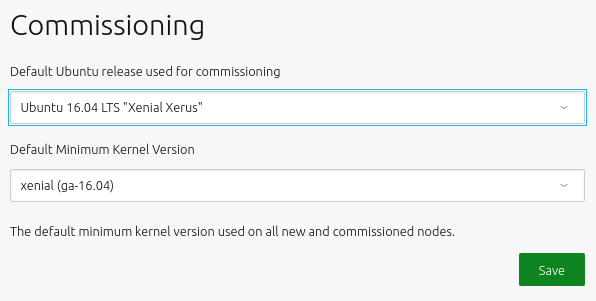 Commissioning
Default Ubuntu release used for commissioning
Ubuntu 16.04 LTS "Xenial Xerus"
Default Minimum Kernel Version
xenial (ga-16.04)
The default minimum kernel version used on all new and commissioned nodes.
Save